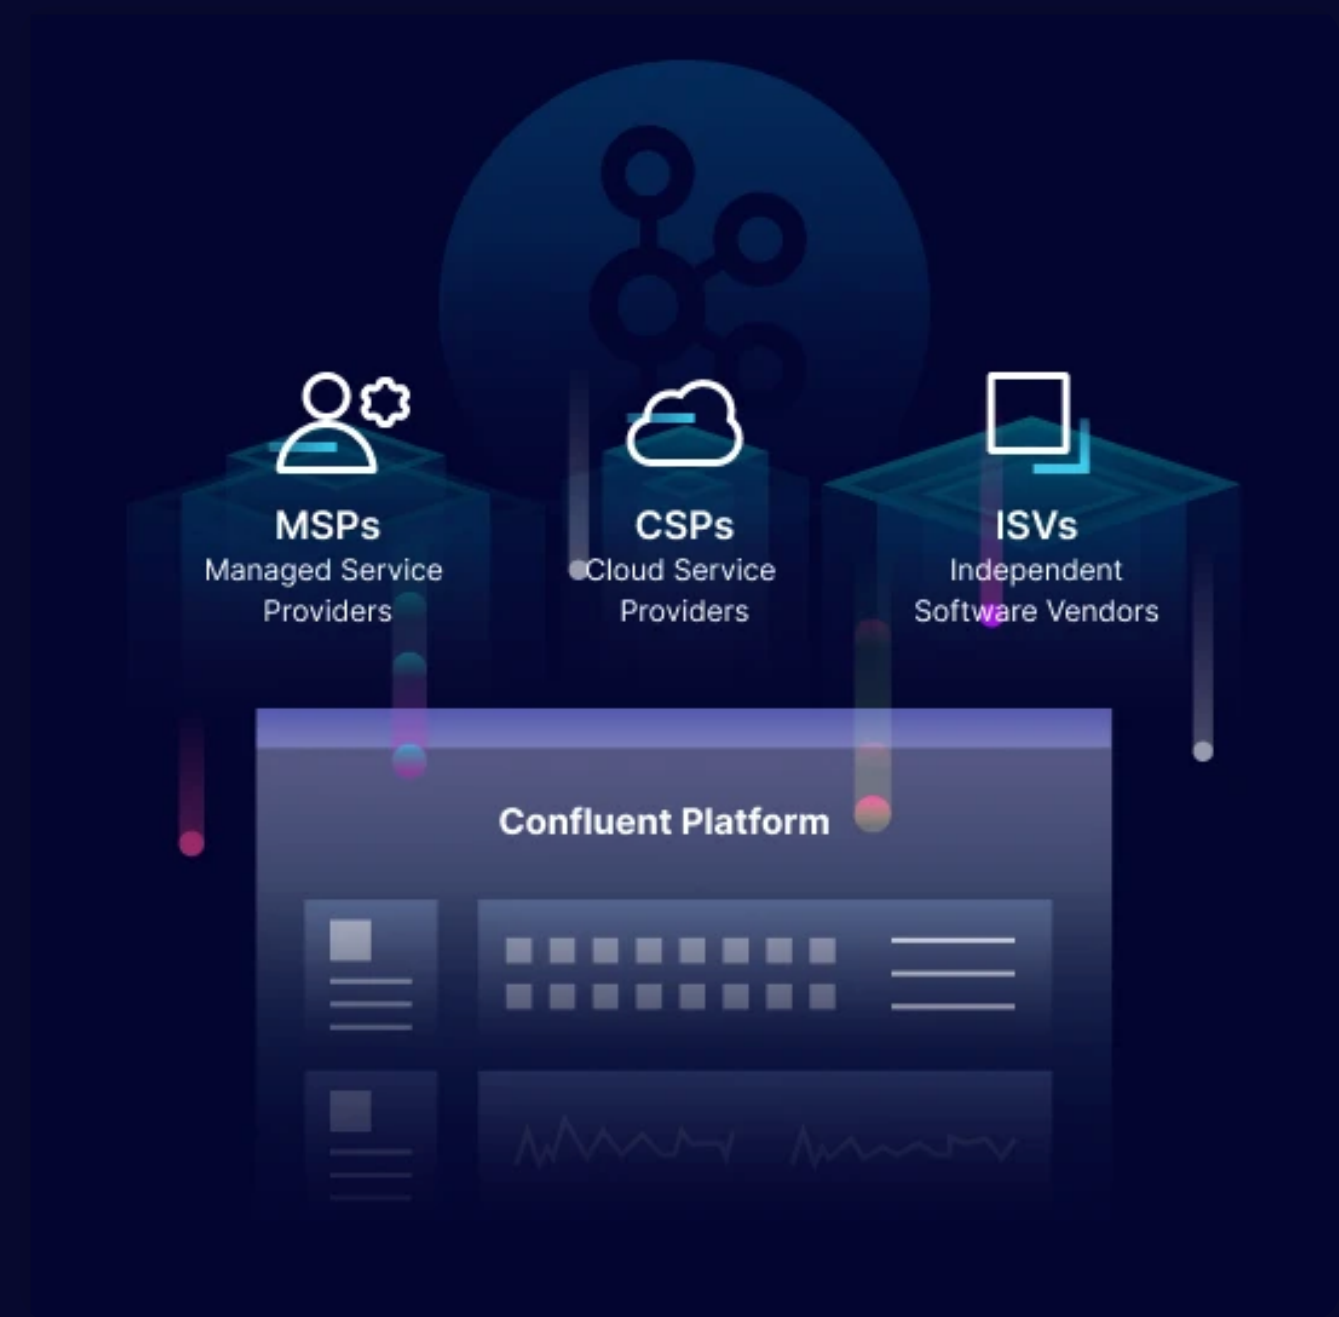 MSPs
Managed Service
Providers
CSPs
Cloud Service
Providers
ISVs
Independent
Software Vendors
Confluent Platform